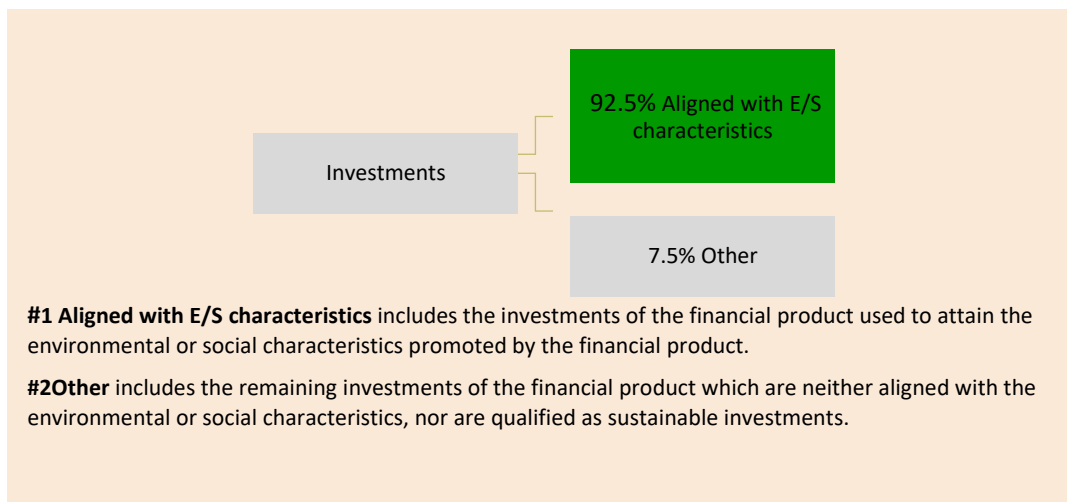 92.5% Aligned with E/S
characteristics
Investments
7.5% Other
#1 Aligned with E/S characteristics includes the investments of the financial product used to attain the
environmental or social characteristics promoted by the financial product.
#2Other includes the remaining investments of the financial product which are neither aligned with the
environmental or social characteristics, nor are qualified as sustainable investments.